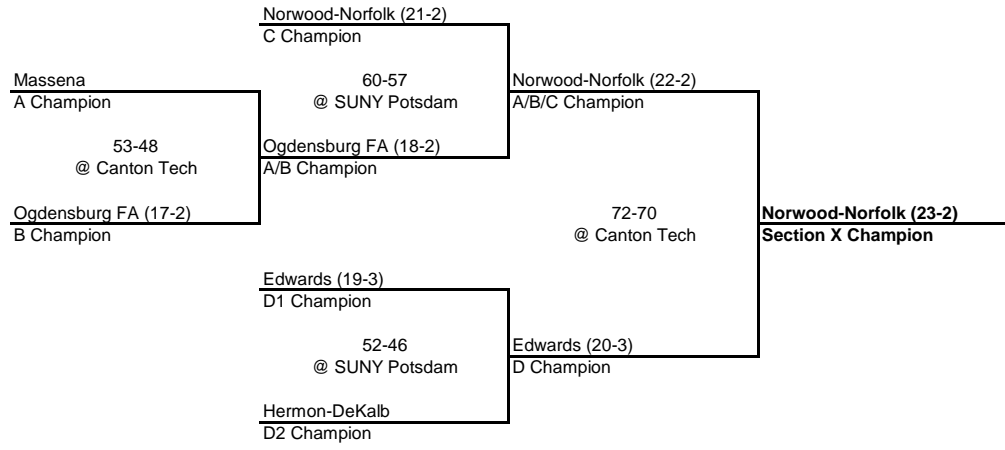 Norwood-Norfolk (21-2)
C Champion
Massena
60-57
Norwood-Norfolk (22-2)
A Champion
@ SUNY Potsdam
A/B/C Champion
53-48
Ogdensburg FA (18-2)
@ Canton Tech
A/B Champion
Ogdensburg FA (17-2)
72-70
Norwood-Norfolk (23-2)
B Champion
@ Canton Tech
Section X Champion
Edwards (19-3)
D1 Champion
52-46
Edwards (20-3)
@ SUNY Potsdam
D Champion
Hermon-DeKalb
D2 Champion